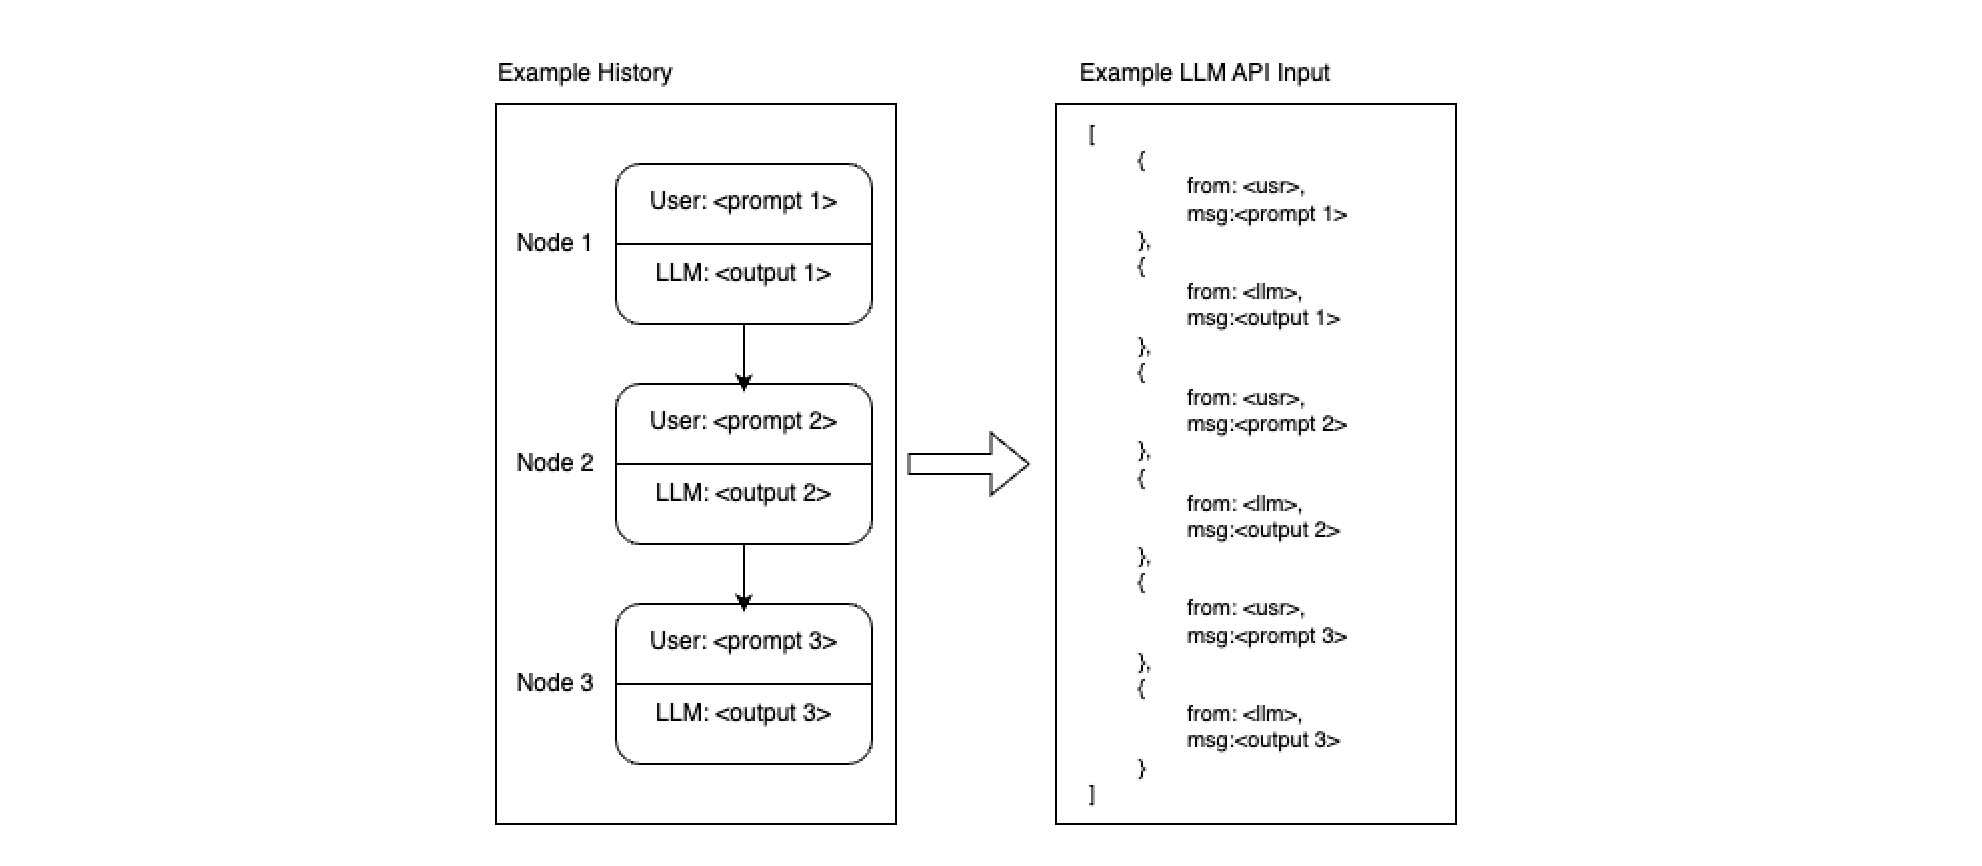 Example History
Node 1
User: <prompt 1>
LLM: <output 1>
Node 2
User: <prompt 2>
LLM: <output 2>
Node 3
User: <prompt 3>
LLM: <output 3>
Example LLM API Input
[
{
from: <usr>,
msg:<prompt 1>
},
{
from: <llm>,
msg:<output 1>
},
{
from: <usr>,
msg:<prompt 2>
},
{
from: <llm>,
msg:<output 2>
},
{
from: <usr>,
msg:<prompt 3>
},
{
from: <llm>,
msg:<output 3>
}
]